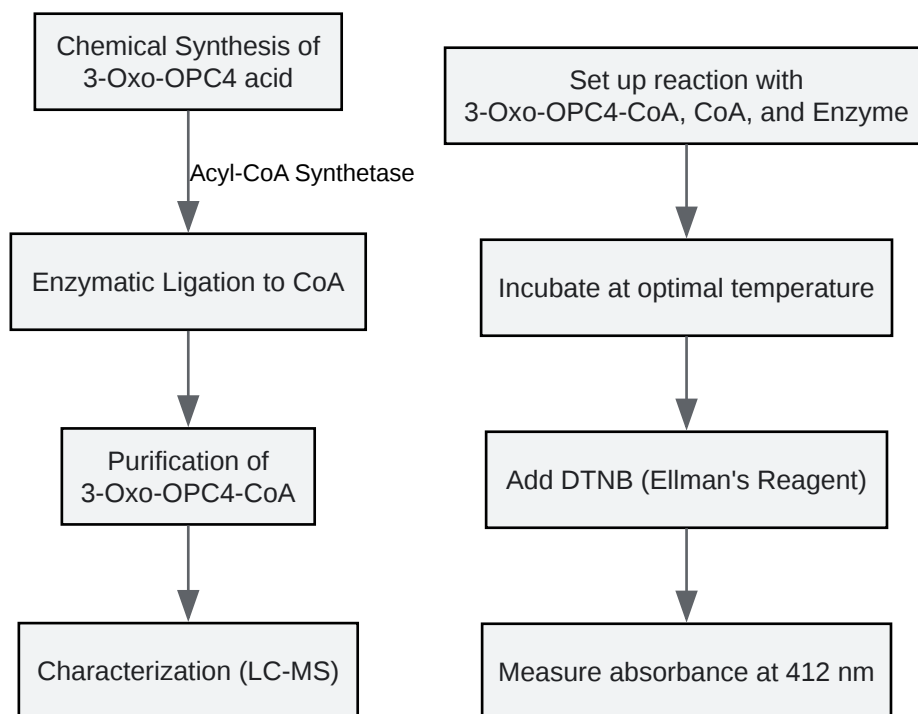 Chemical Synthesis of
3-Oxo-OPC4 acid
Acyl-CoA Synthetase
Enzymatic Ligation to CoA
Purification of
3-Oxo-OPC4-CoA
Characterization (LC-MS)
Set up reaction with
3-Oxo-OPC4-CoA, CoA, and Enzyme
Incubate at optimal temperature
Add DTNB (Ellman's Reagent)
Measure absorbance at 412 nm